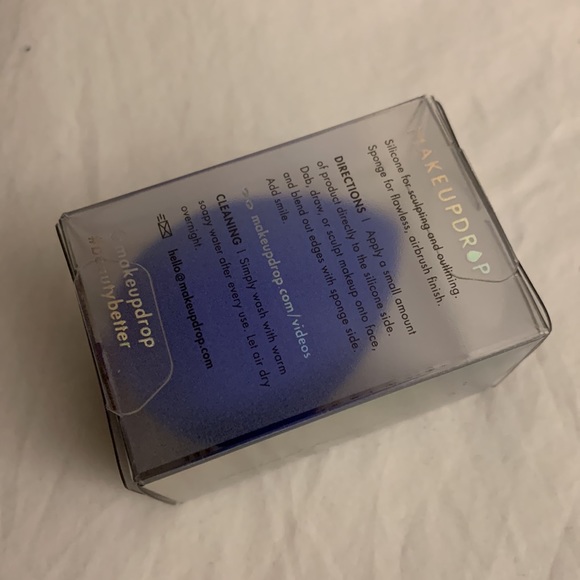 MAKEUPDROP
Silicone for sculpting and outlining.
Sponge for flawless, airbrush finish.
DIRECTIONS | Apply a small amount
of product directly to the silicone side.
Dab, draw, or sculpt makeup onto face,
and blend out edges with sponge side.
Add smile.
makeupdrop.com/videos
CLEANING | Simply wash with warm
soapy water after every use. Let air dry
overnight.
hello@makeupdrop.com
makeupdrop
#beautybetter